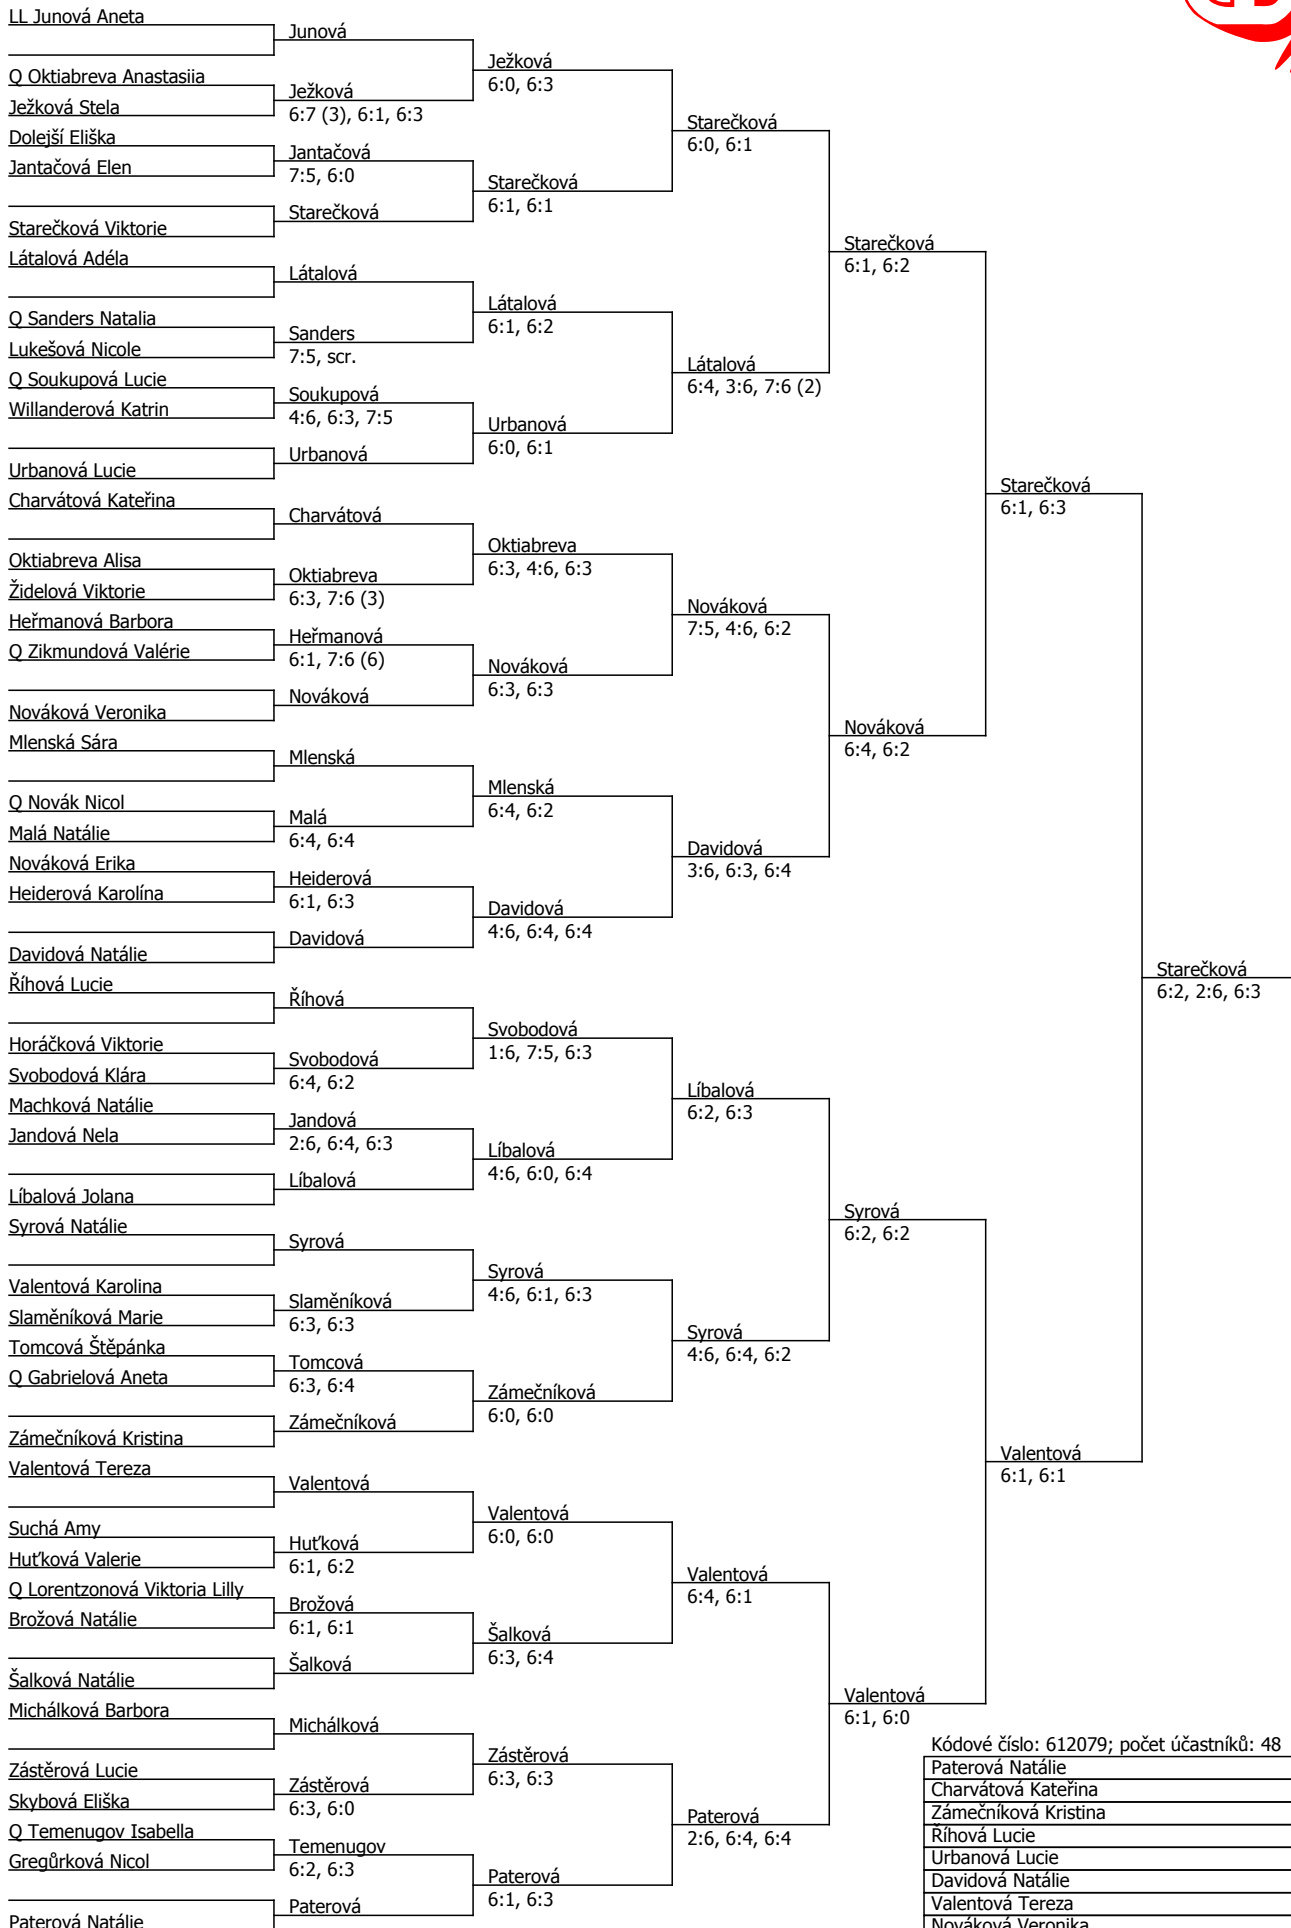 LL Junová Aneta
Q Oktiabreva Anastasiia
Ježková Stela
Dolejší Eliška
Jantačová Elen
Starečková Viktorie
Látalová Adéla
Q Sanders Natalia
Lukešová Nicole
Q Soukupová Lucie
Willanderová Katrin
Urbanová Lucie
Charvátová Kateřina
Oktiabreva Alisa
Židelová Viktorie
Heřmanová Barbora
Q Zikmundová Valérie
Nováková Veronika
Mlenská Sára
Q Novák Nicol
Malá Natálie
Nováková Erika
Heiderová Karolína
Davidová Natálie
Říhová Lucie
Horáčková Viktorie
Svobodová Klára
Machková Natálie
Jandová Nela
Líbalová Jolana
Syrová Natálie
Valentová Karolina
Slaměníková Marie
Tomcová Štěpánka
Q Gabrielová Aneta
Zámečníková Kristina
Valentová Tereza
Suchá Amy
Huťková Valerie
Q Lorentzonová Viktoria Lilly
Brožová Natálie
Šalková Natálie
Michálková Barbora
Zástěrová Lucie
Skybová Eliška
Q Temenugov Isabella
Gregůrková Nicol
Paterová Natálie
Junová
Ježková
6:7 (3), 6:1, 6:3
Jantačová
7:5, 6:0
Starečková
Látalová
Sanders
7:5, scr.
Soukupová
4:6, 6:3, 7:5
Urbanová
Charvátová
Oktiabreva
6:3, 7:6 (3)
Heřmanová
6:1, 7:6 (6)
Nováková
Mlenská
Malá
6:4, 6:4
Heiderová
6:1, 6:3
Davidová
Říhová
Svobodová
6:4, 6:2
Jandová
2:6, 6:4, 6:3
Líbalová
Syrová
Slaměníková
6:3, 6:3
Tomcová
6:3, 6:4
Zámečníková
Valentová
Huťková
6:1, 6:2
Brožová
6:1, 6:1
Šalková
Michálková
Zástěrová
6:3, 6:0
Temenugov
6:2, 6:3
Paterová
Ježková
6:0, 6:3
Starečková
6:1, 6:1
Látalová
6:1, 6:2
Urbanová
6:0, 6:1
Oktiabreva
6:3, 4:6, 6:3
Nováková
6:3, 6:3
Mlenská
6:4, 6:2
Davidová
4:6, 6:4, 6:4
Svobodová
1:6, 7:5, 6:3
Líbalová
4:6, 6:0, 6:4
Syrová
4:6, 6:1, 6:3
Zámečníková
6:0, 6:0
Valentová
6:0, 6:0
Šalková
6:3, 6:4
Zástěrová
6:3, 6:3
Paterová
6:1, 6:3
Starečková
6:0, 6:1
Látalová
6:4, 3:6, 7:6 (2)
Nováková
7:5, 4:6, 6:2
Davidová
3:6, 6:3, 6:4
Líbalová
6:2, 6:3
Syrová
4:6, 6:4, 6:2
Valentová
6:4, 6:1
Paterová
2:6, 6:4, 6:4
Starečková
6:1, 6:2
Nováková
6:4, 6:2
Syrová
6:2, 6:2
Valentová
6:1, 6:0
Starečková
6:1, 6:3
Valentová
6:1, 6:1
Starečková
6:2, 2:6, 6:3
Kódové číslo: 612079; počet účastníků: 48
Paterová Natálie
Charvátová Kateřina
Zámečníková Kristina
Říhová Lucie
Urbanová Lucie
Davidová Natálie
Valentová Tereza
Nováková Veronika